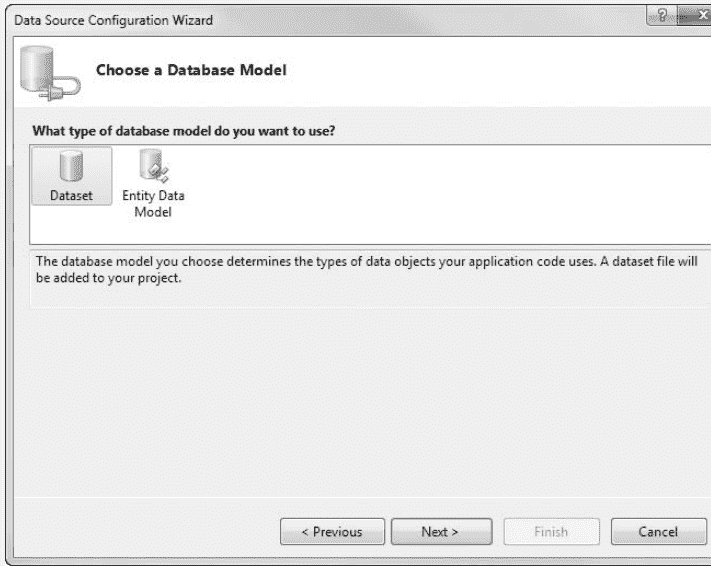 Data Source Configuration Wizard
Choose a Database Model
What type of database model do you want to use?
Dataset
Entity Data
Model
The database model you choose determines the types of data objects your application code uses. A dataset file will
be added to your project.
< Previous
Next >
Finish
Cancel